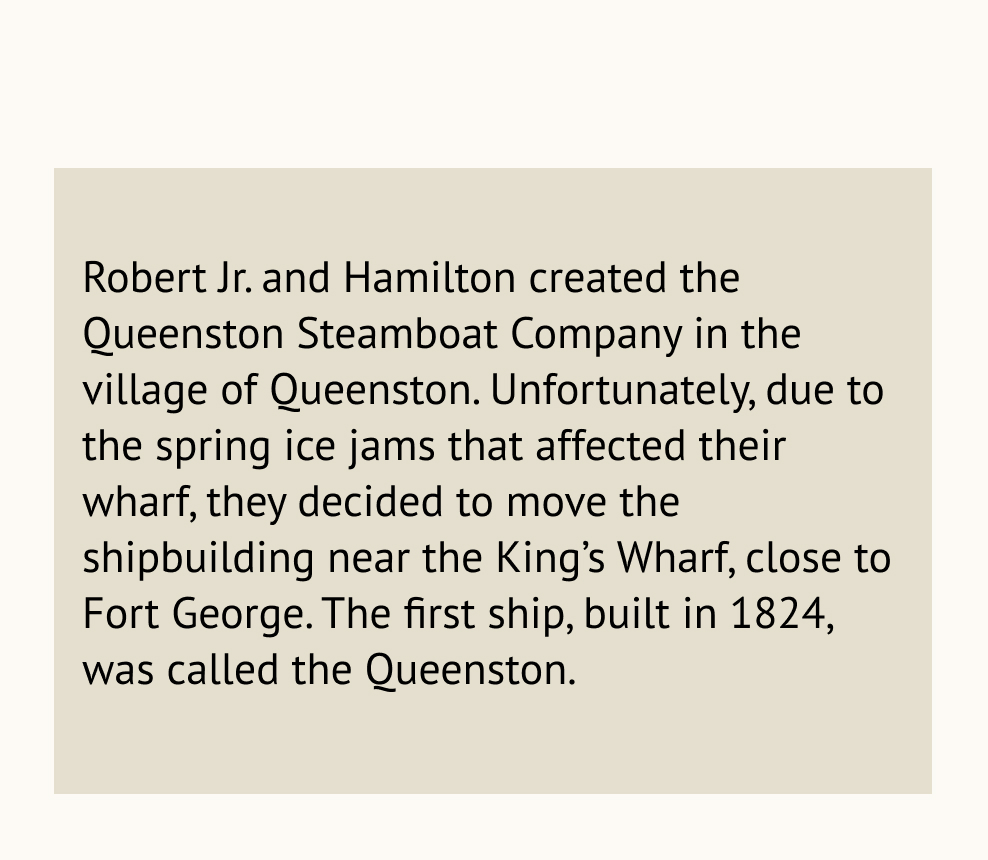 Robert Jr. and Hamilton created the
Queenston Steamboat Company in the
village of Queenston. Unfortunately, due to
the spring ice jams that affected their
wharf, they decided to move the
shipbuilding near the King’s Wharf, close to
Fort George. The first ship, built in 1824,
was called the Queenston.